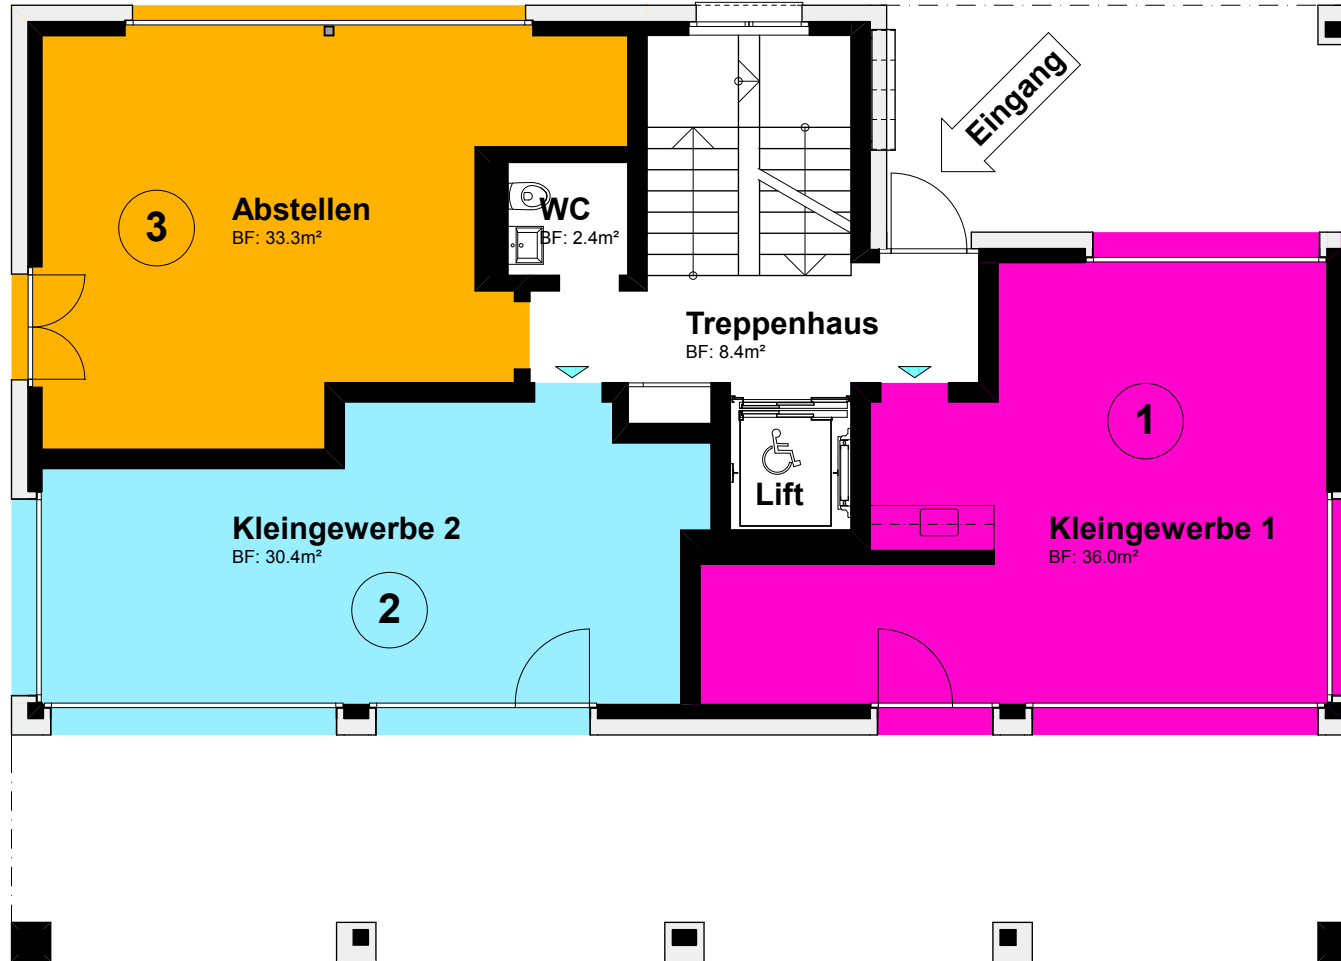 Eingang
3
Abstellen
BF: 33.3m²
WC
BF: 2.4m²
Treppenhaus
BF: 8.4m²
1
Lift
Kleingewerbe 2
BF: 30.4m²
Kleingewerbe 1
BF: 36.0m²
2